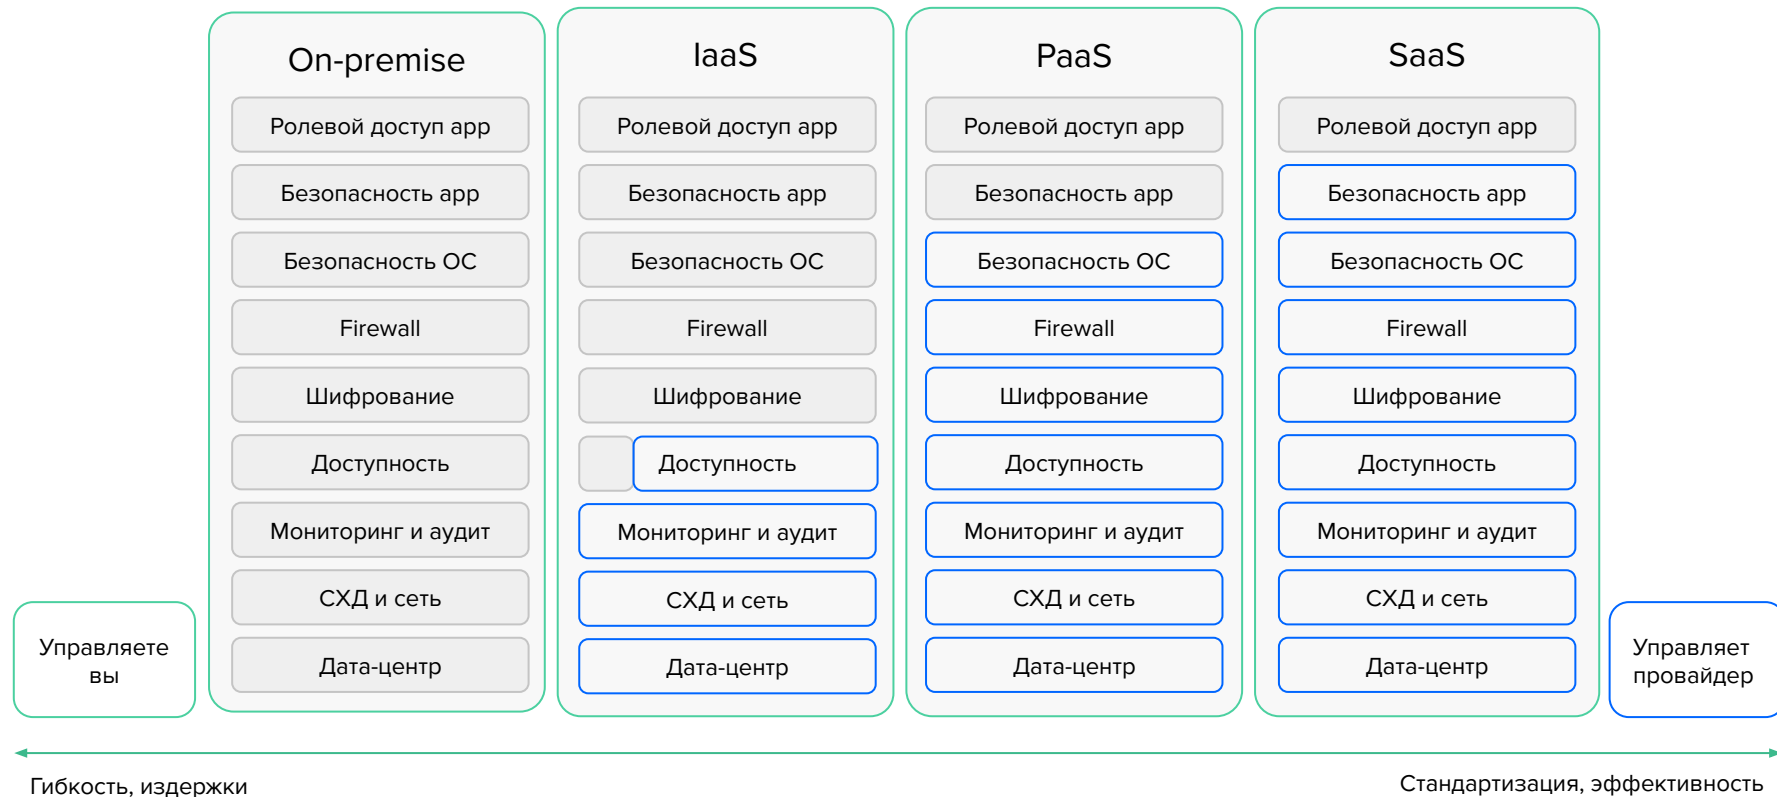 On-premise
Ролевой доступ app
Безопасность app
Безопасность ОС
Firewall
Шифрование
Доступность
Мониторинг и аудит
СХД и сеть
Дата-центр
IaaS
Ролевой доступ app
Безопасность app
Безопасность ОС
Firewall
Шифрование
Доступность
Мониторинг и аудит
СХД и сеть
Дата-центр
PaaS
Ролевой доступ app
Безопасность app
Безопасность ОС
Firewall
Шифрование
Доступность
Мониторинг и аудит
СХД и сеть
Дата-центр
SaaS
Ролевой доступ app
Безопасность app
Безопасность ОС
Firewall
Шифрование
Доступность
Мониторинг и аудит
СХД и сеть
Дата-центр
Управляете
вы
Управляет
провайдер
Гибкость, издержки
Стандартизация, эффективность